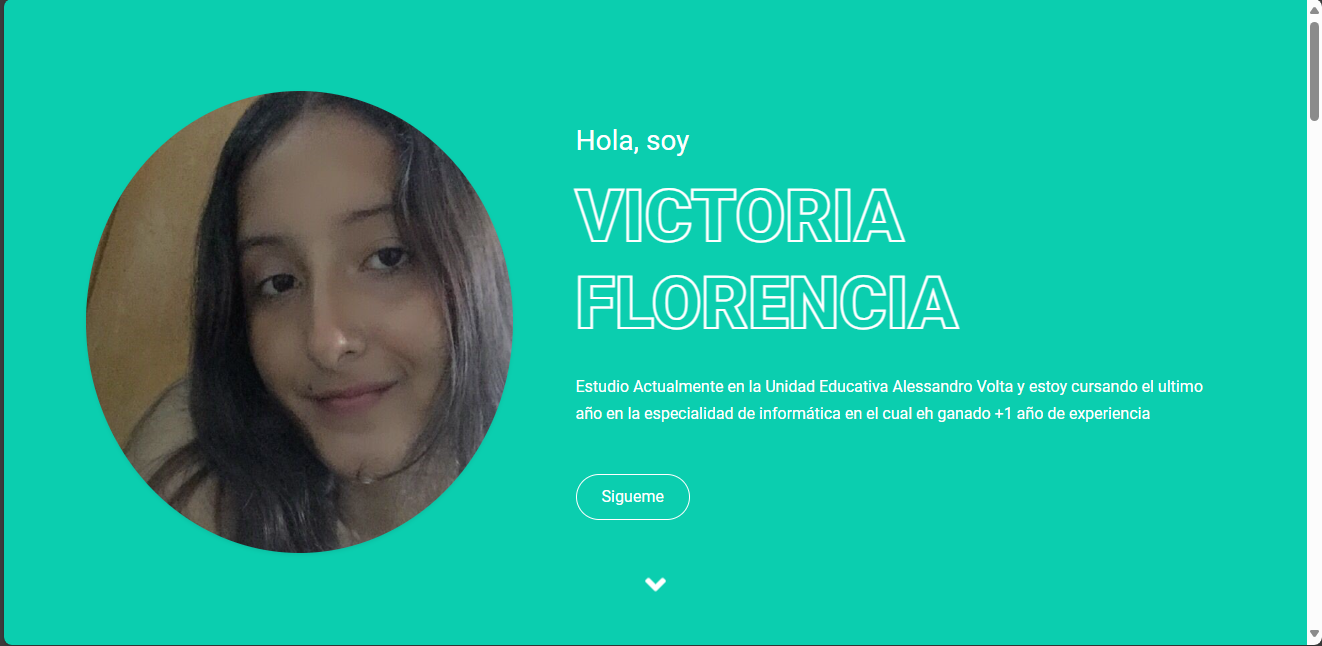 Hola, soy
VICTORIA
FLORENCIA
Estudio Actualmente en la Unidad Educativa Alessandro Volta y estoy cursando el ultimo
año en la especialidad de informática en el cual eh ganado +1 año de experiencia
Sigueme